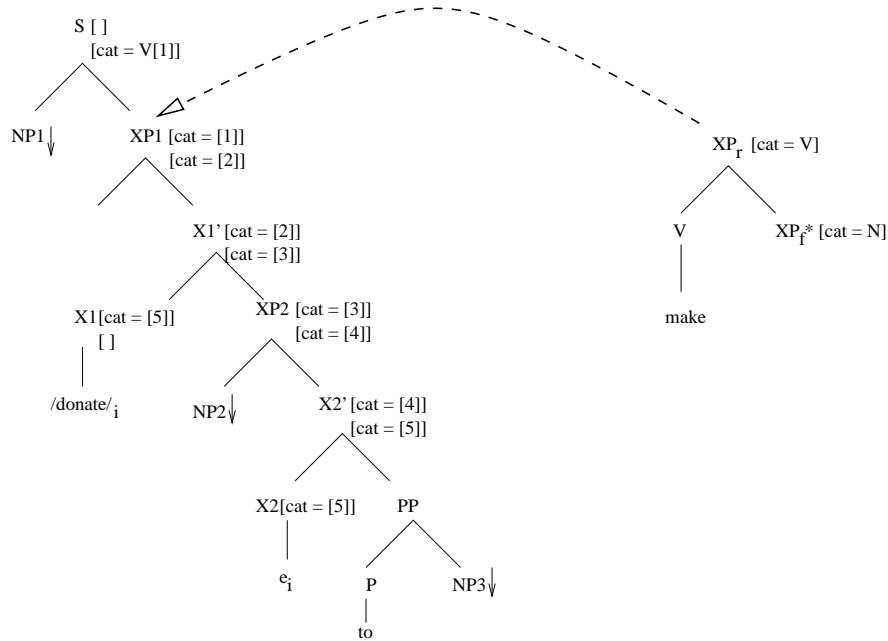 S [ ]
[cat = V[1]]
NP1↓ XP1 [cat = [1]]
[cat = [2]]
XPr [cat = V]
X1' [cat = [2]]
[cat = [3]]
V XPf* [cat = N]
X1[cat = [5]] XP2 [cat = [3]]
[ ] [cat = [4]]
make
/donate/i NP2↓ X2' [cat = [4]]
[cat = [5]]
X2[cat = [5]] PP
ei P NP3↓
to